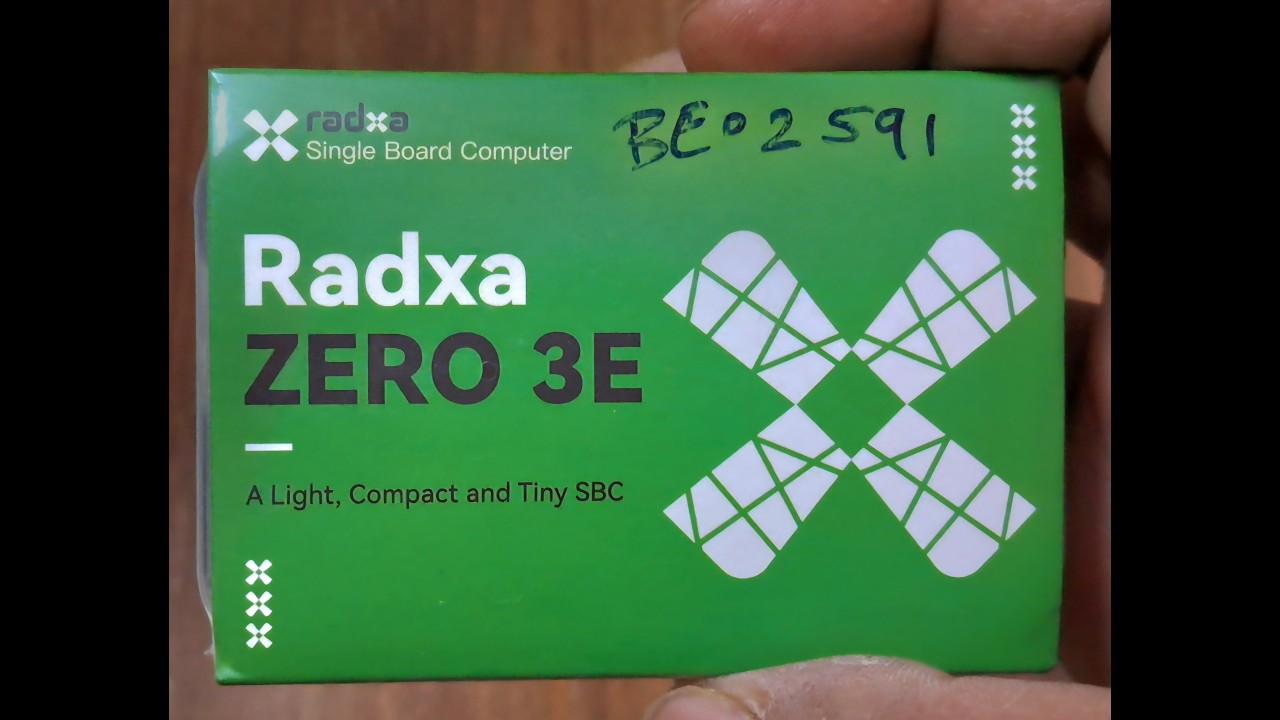 radxa
Single Board Computer
BE02591
Radxa
ZERO 3E
A Light, Compact and Tiny SBC